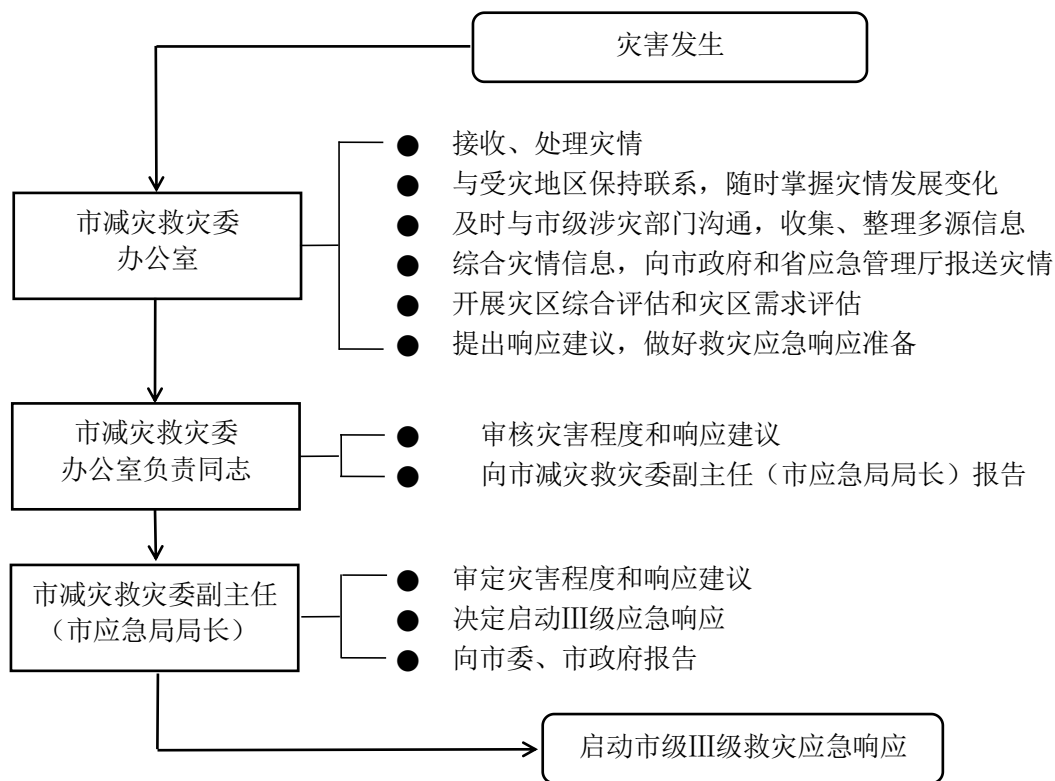 灾害发生
市减灾救灾委
办公室
● 接收、处理灾情
● 与受灾地区保持联系，随时掌握灾情发展变化
● 及时与市级涉灾部门沟通，收集、整理多源信息
● 综合灾情信息，向市政府和省应急管理厅报送灾情
● 开展灾区综合评估和灾区需求评估
● 提出响应建议，做好救灾应急响应准备
市减灾救灾委
办公室负责同志
● 审核灾害程度和响应建议
● 向市减灾救灾委副主任（市应急局局长）报告
市减灾救灾委副主任
（市应急局局长）
● 审定灾害程度和响应建议
● 决定启动Ⅲ级应急响应
● 向市委、市政府报告
启动市级Ⅲ级救灾应急响应